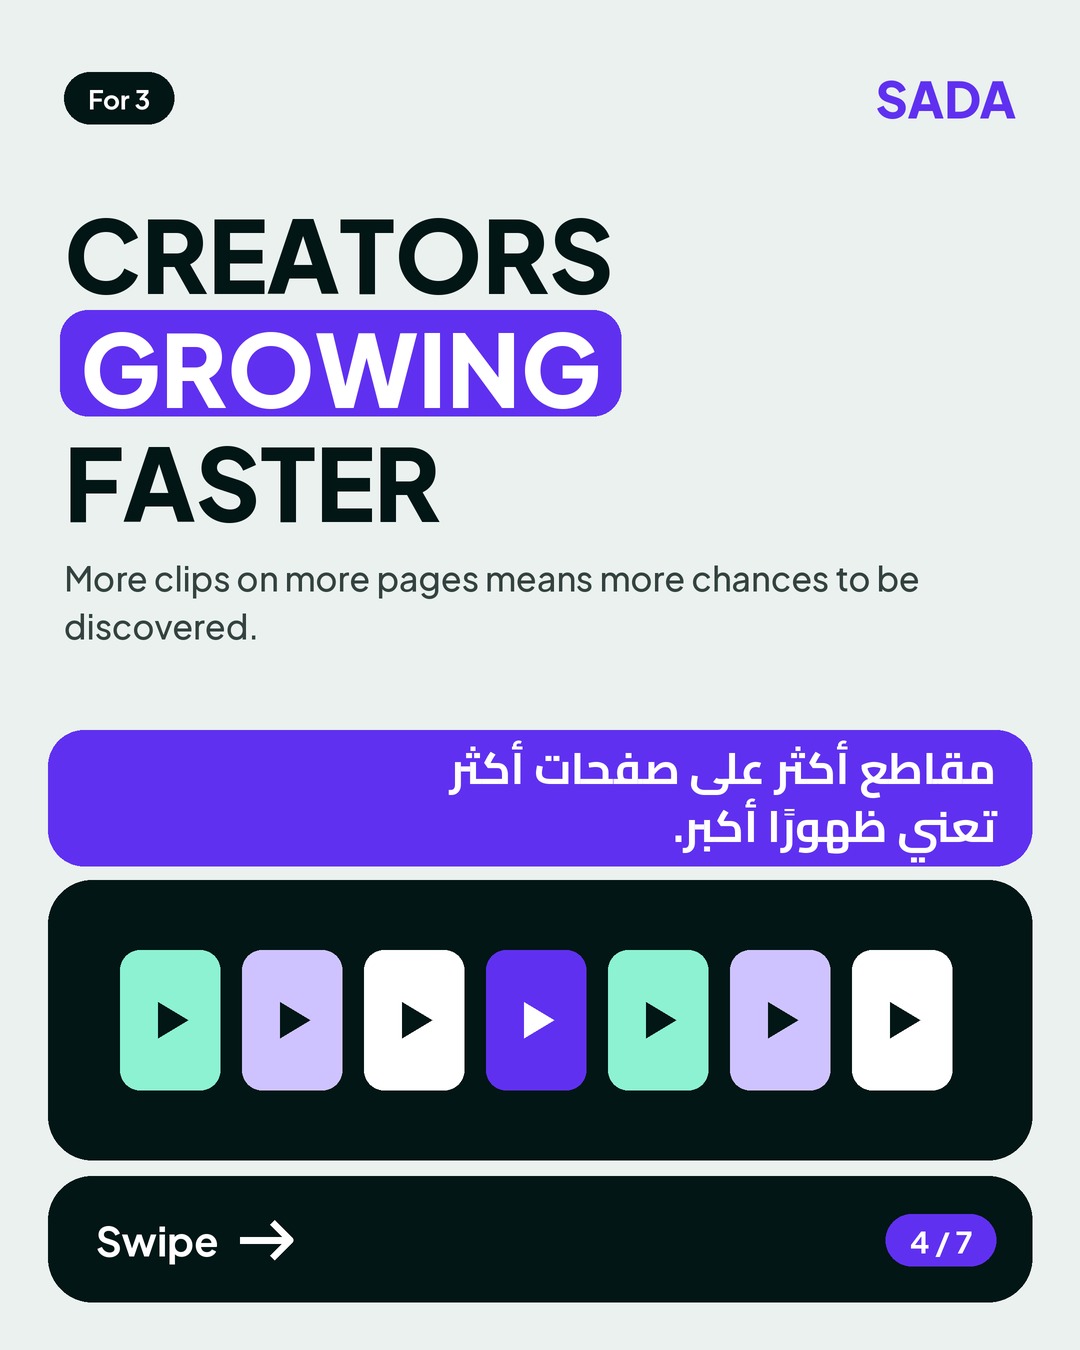 For 3
SADA
CREATORS
GROWING
FASTER
More clips on more pages means more chances to be
discovered.
مقاطع أكثر على صفحات أكثر
تعني ظهورًا أكبر.
Swipe →
4 / 7